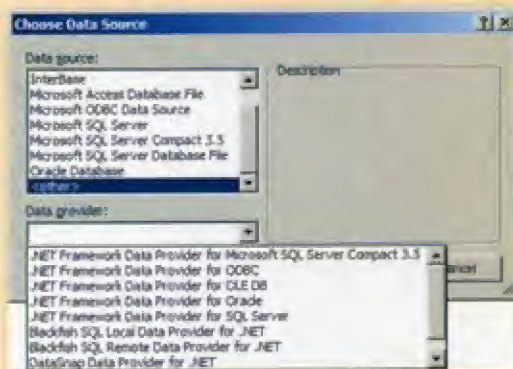 Choose Data Source
Data source:
InterBase
Microsoft Access Database File
Microsoft ODBC Data Source
Microsoft SQL Server
Microsoft SQL Server Compact 3.5
Microsoft SQL Server Database File
Oracle Database
<other>
Description
Data provider:
.NET Framework Data Provider for Microsoft SQL Server Compact 3.5
.NET Framework Data Provider for ODBC
.NET Framework Data Provider for OLE DB
.NET Framework Data Provider for Oracle
.NET Framework Data Provider for SQL Server
Blackfish SQL Local Data Provider for .NET
Blackfish SQL Remote Data Provider for .NET
DataSnap Data Provider for .NET